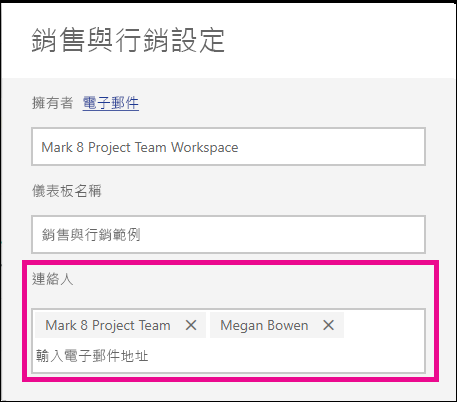 銷售與行銷設定
擁有者 電子郵件
Mark 8 Project Team Workspace
儀表板名稱
銷售與行銷範例
連絡人
Mark 8 Project Team × Megan Bowen ×
輸入電子郵件地址